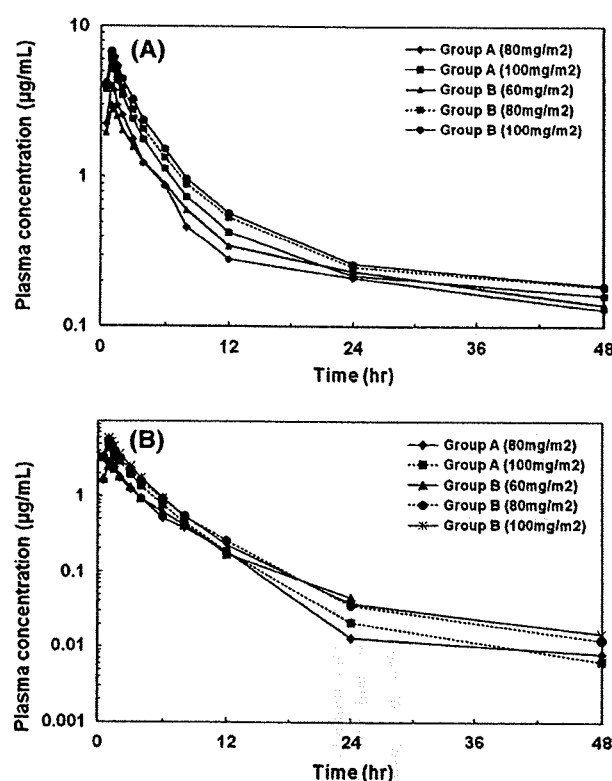 (A)
Group A (80mg/m2)
Group A (100mg/m2)
Group B (60mg/m2)
Group B (80mg/m2)
Group B (100mg/m2)
Plasma concentration (µg/mL)
10
1
0.1
0
12
24
36
48
Time (hr)
(B)
Group A (80mg/m2)
Group A (100mg/m2)
Group B (60mg/m2)
Group B (80mg/m2)
Group B (100mg/m2)
Plasma concentration (µg/mL)
1
0.1
0.01
0.001
0
12
24
36
48
Time (hr)